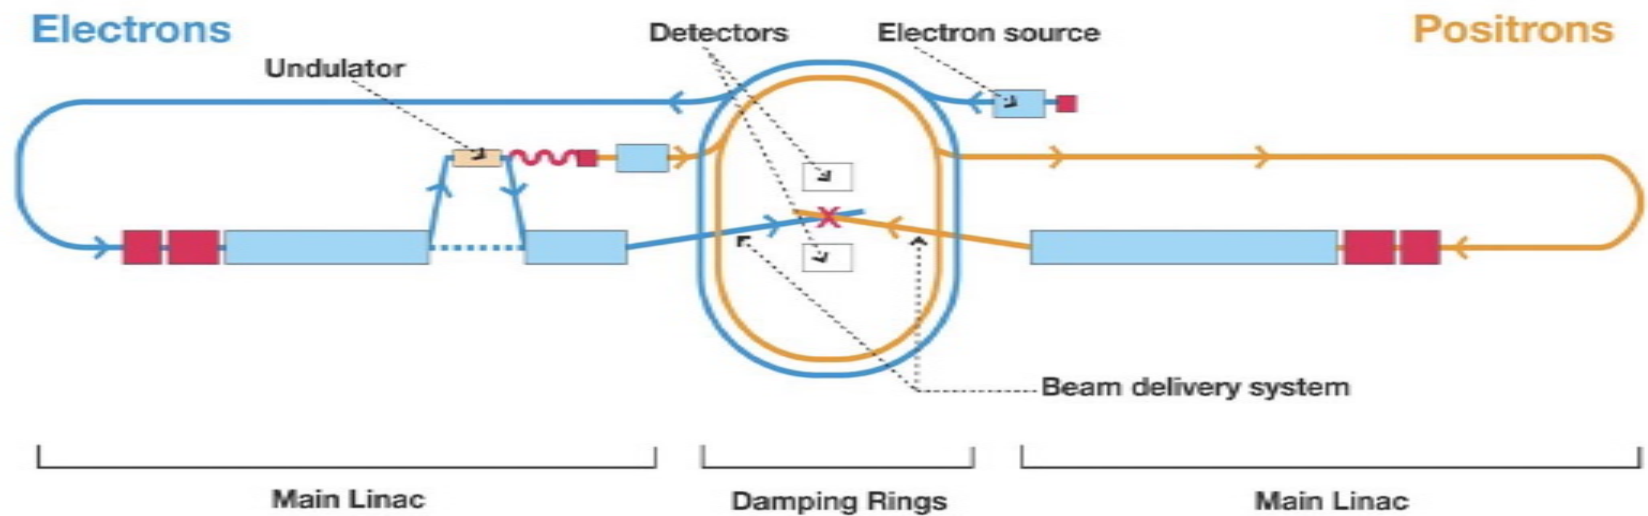 Electrons
Detectors
Electron source
Positrons
Undulator
Beam delivery system
Main Linac
Damping Rings
Main Linac